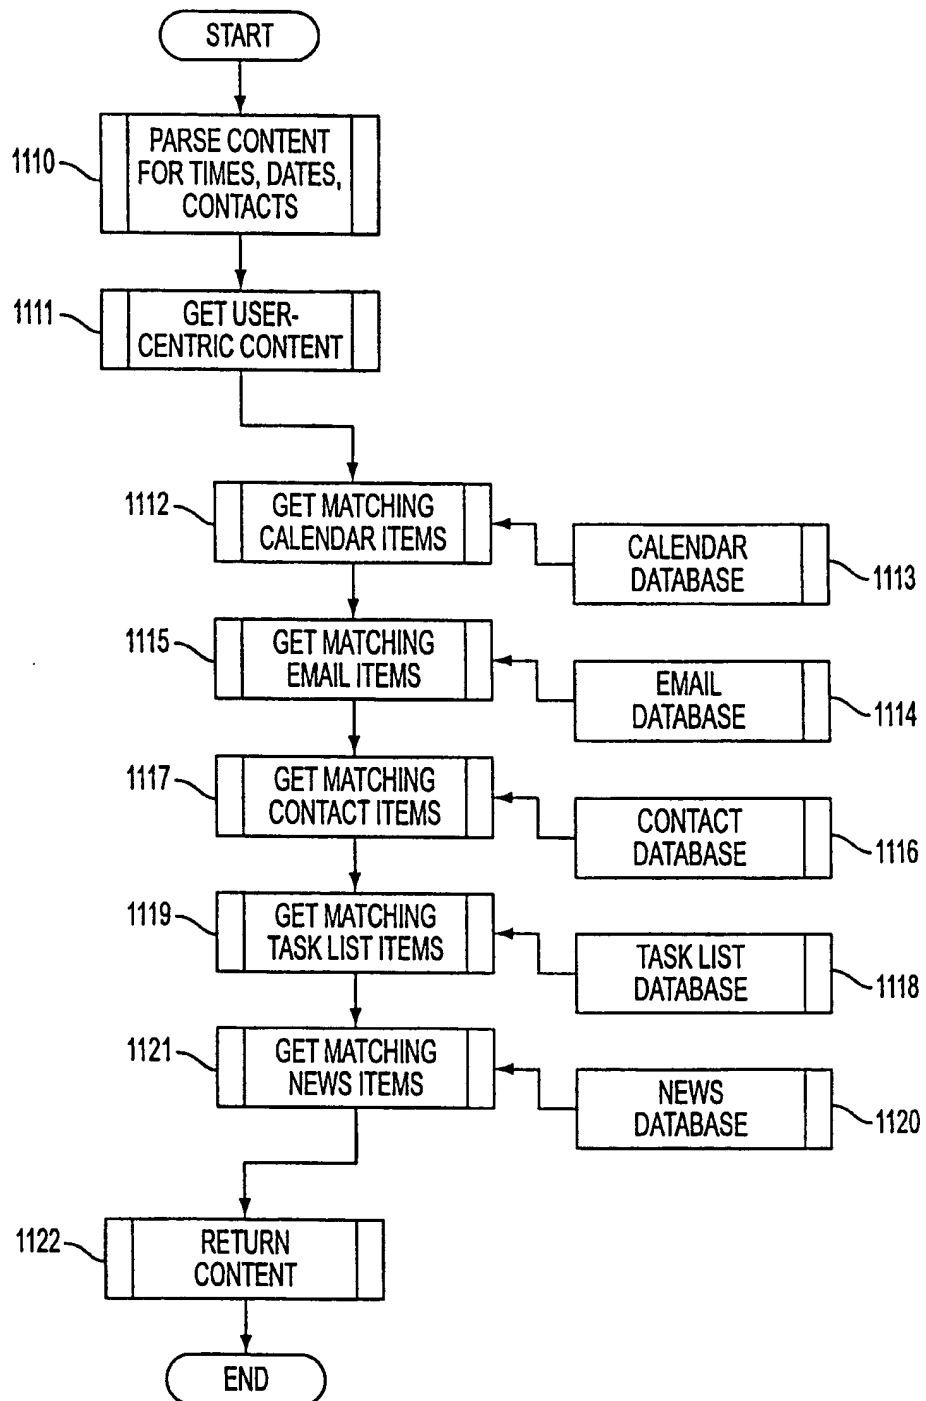 START
1110
PARSE CONTENT
FOR TIMES, DATES,
CONTACTS
1111
GET USER-
CENTRIC CONTENT
1112
GET MATCHING
CALENDAR ITEMS
CALENDAR
DATABASE
1113
1115
GET MATCHING
EMAIL ITEMS
EMAIL
DATABASE
1114
1117
GET MATCHING
CONTACT ITEMS
CONTACT
DATABASE
1116
1119
GET MATCHING
TASK LIST ITEMS
TASK LIST
DATABASE
1118
1121
GET MATCHING
NEWS ITEMS
NEWS
DATABASE
1120
1122
RETURN
CONTENT
END